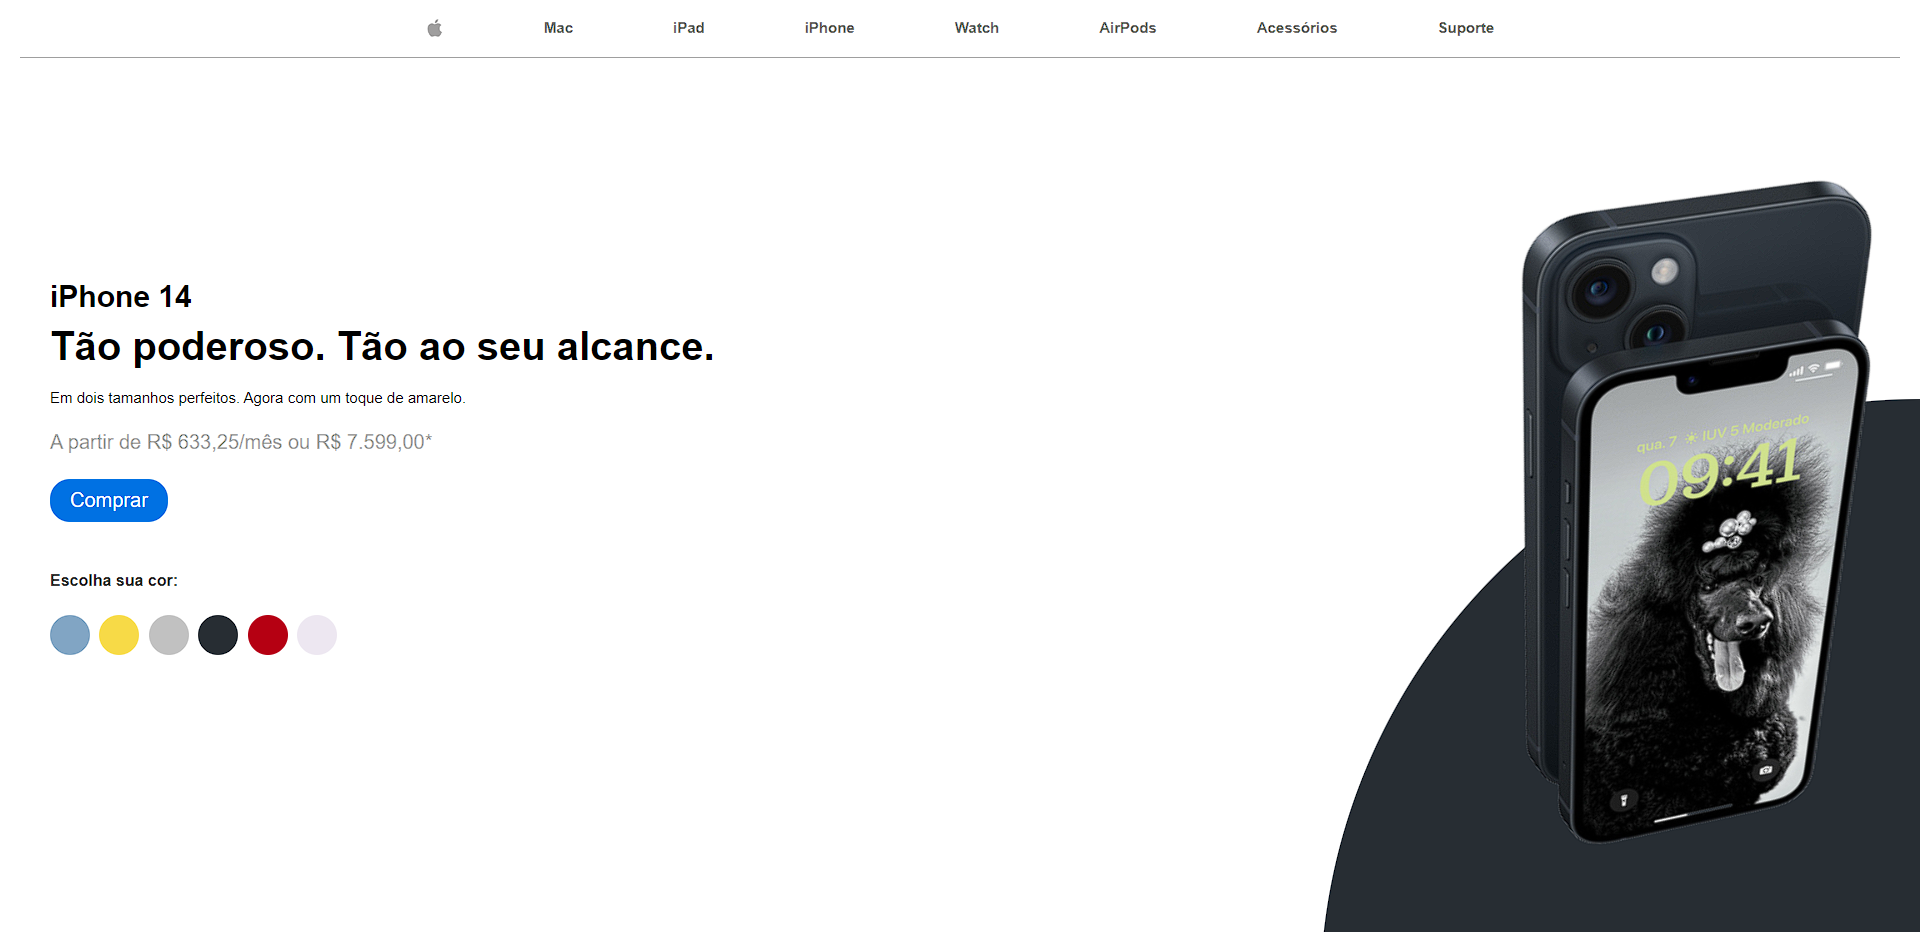 Mac iPad iPhone Watch AirPods Acessórios Suporte
iPhone 14
Tão poderoso. Tão ao seu alcance.
Em dois tamanhos perfeitos. Agora com um toque de amarelo.
A partir de R$ 633,25/mês ou R$ 7.599,00*
Comprar
Escolha sua cor:
qua. 7 ☀ IUV 5 Moderado
09:41